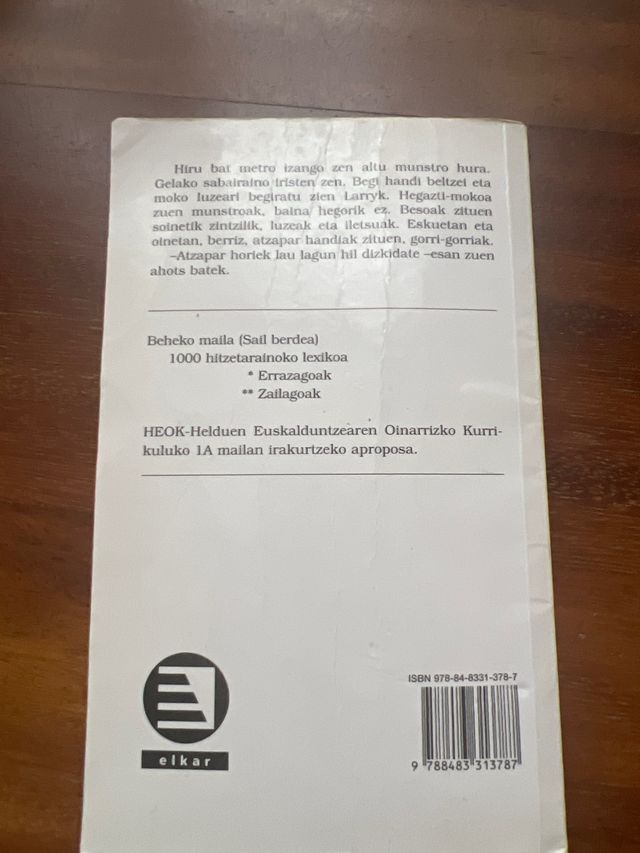 Hiru bat metro izango zen altu munstro hura.
Gelako sabairaino iristen zen. Begi handi beltzei eta
moko luzeari begiratu zien Larryk. Hegazti-mokoa
zuen munstroak, baina hegorik ez. Besoak zituen
soinetik zintzilik, luzeak eta iletsuak. Eskuetan eta
oinetan, berriz, atzapar handiak zituen, gorri-gorriak.
–Atzapar horiek lau lagun hil dizkidate –esan zuen
ahots batek.
Beheko maila (Sail berdea)
1000 hitzetarainoko lexikoa
* Errazagoak
** Zailagoak
HEOK-Helduen Euskalduntzearen Oinarrizko Kurri-
kuluko 1A mailan irakurtzeko aproposa.
elkar
ISBN 978-84-8331-378-7
9 788483 313787